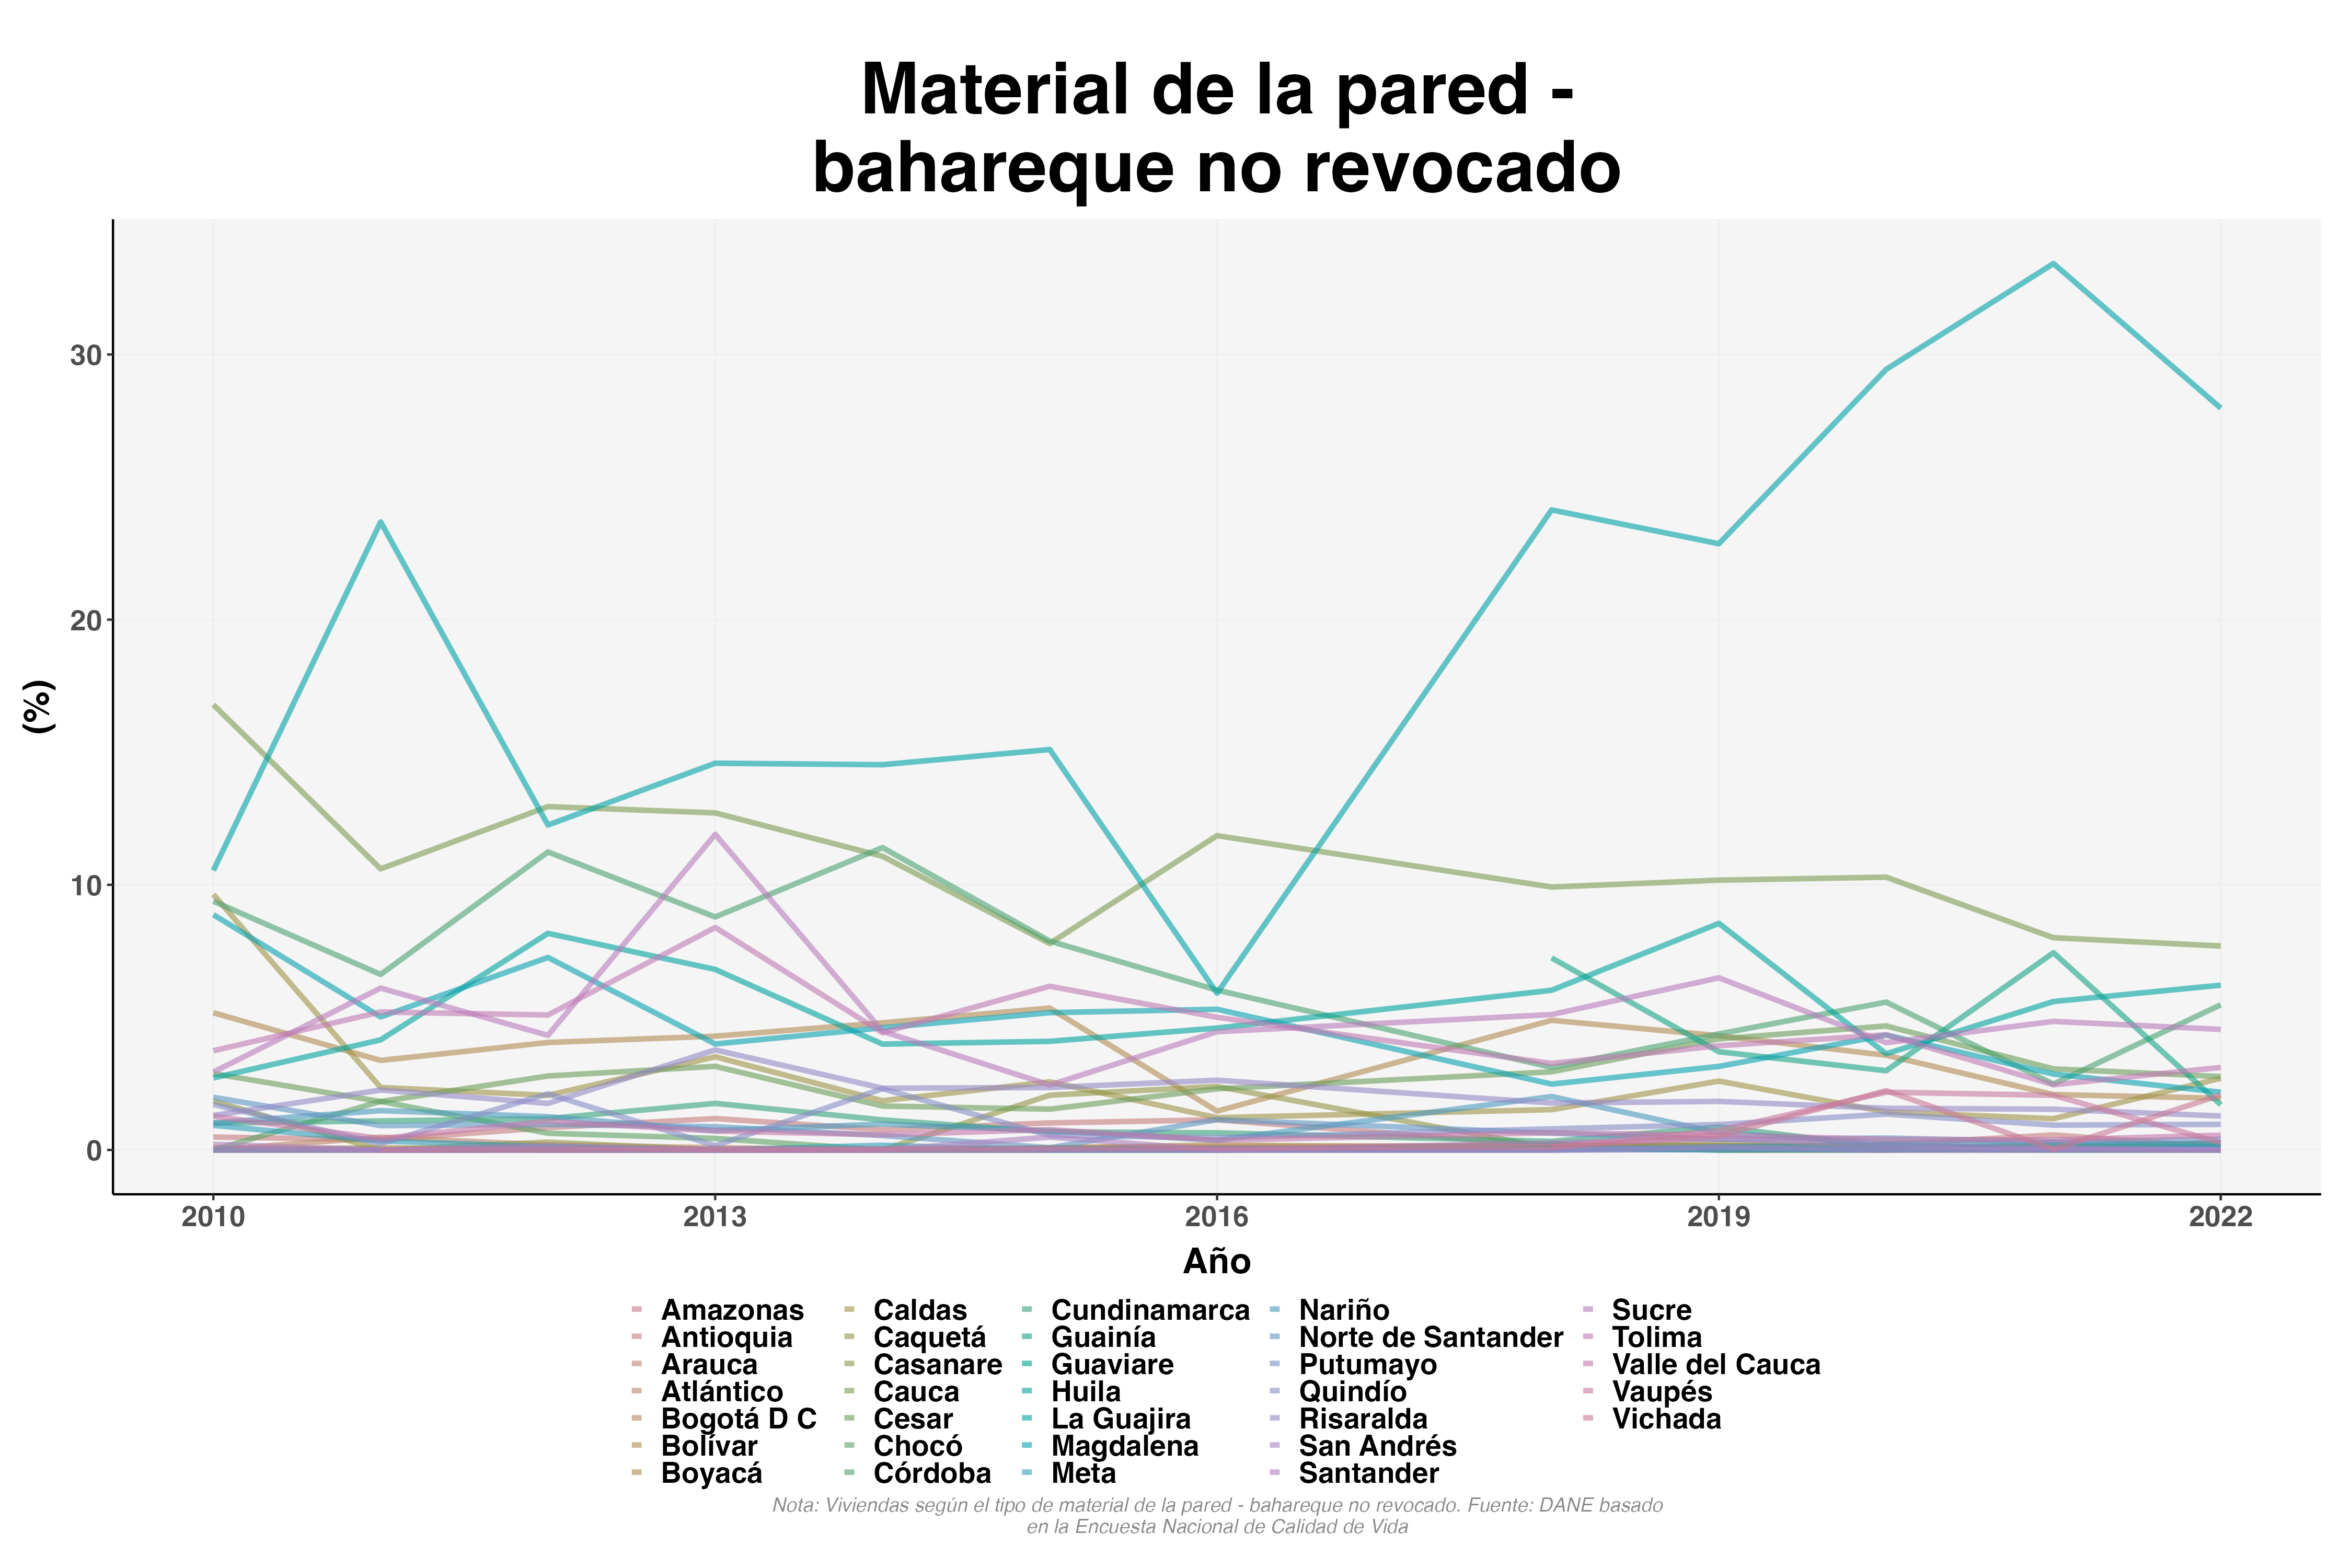 Material de la pared -
bahareque no revocado
(%)
30
20
10
0
2010 2013 2016 2019 2022
Año
Amazonas Caldas Cundinamarca Nariño Sucre
Antioquia Caquetá Guainía Norte de Santander Tolima
Arauca Casanare Guaviare Putumayo Valle del Cauca
Atlántico Cauca Huila Quindío Vaupés
Bogotá D C Cesar La Guajira Risaralda Vichada
Bolívar Chocó Magdalena San Andrés
Boyacá Córdoba Meta Santander
Nota: Viviendas según el tipo de material de la pared - bahareque no revocado. Fuente: DANE basado
en la Encuesta Nacional de Calidad de Vida